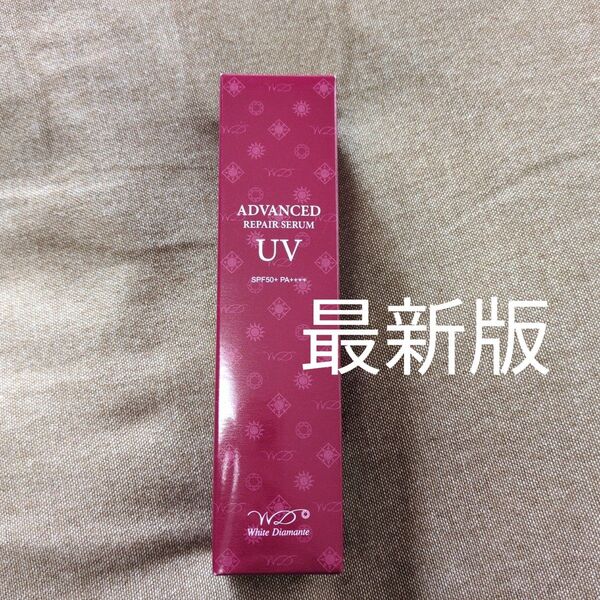 ADVANCED
REPAIR SERUM
UV
SPF50+ PA++++
最新版
WD
White Diamante